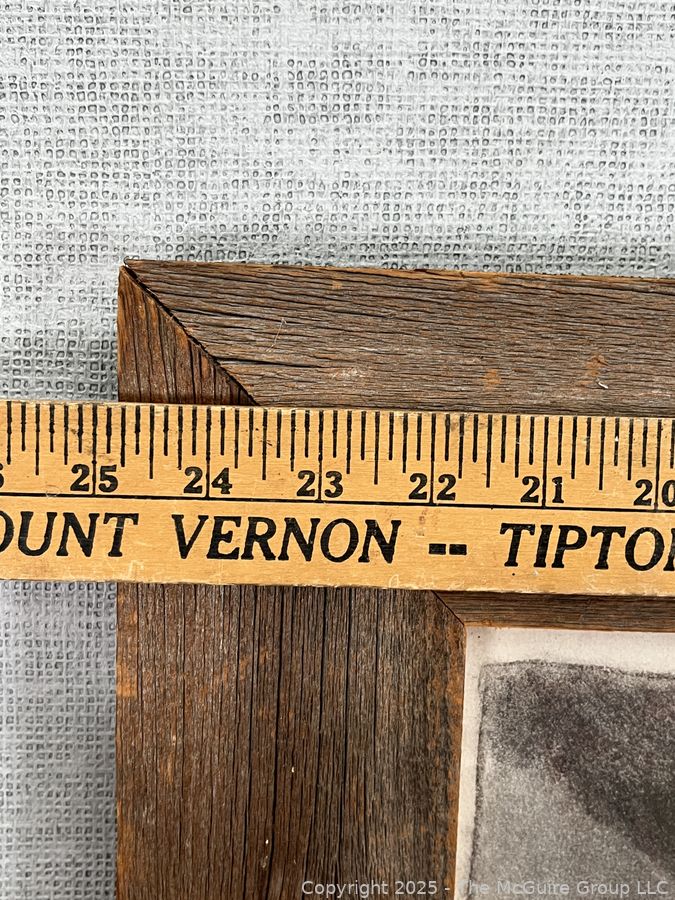 25 24 23 22 21 20
OUNT VERNON -- TIPTO
Copyright 2025 - The McGuire Group LLC